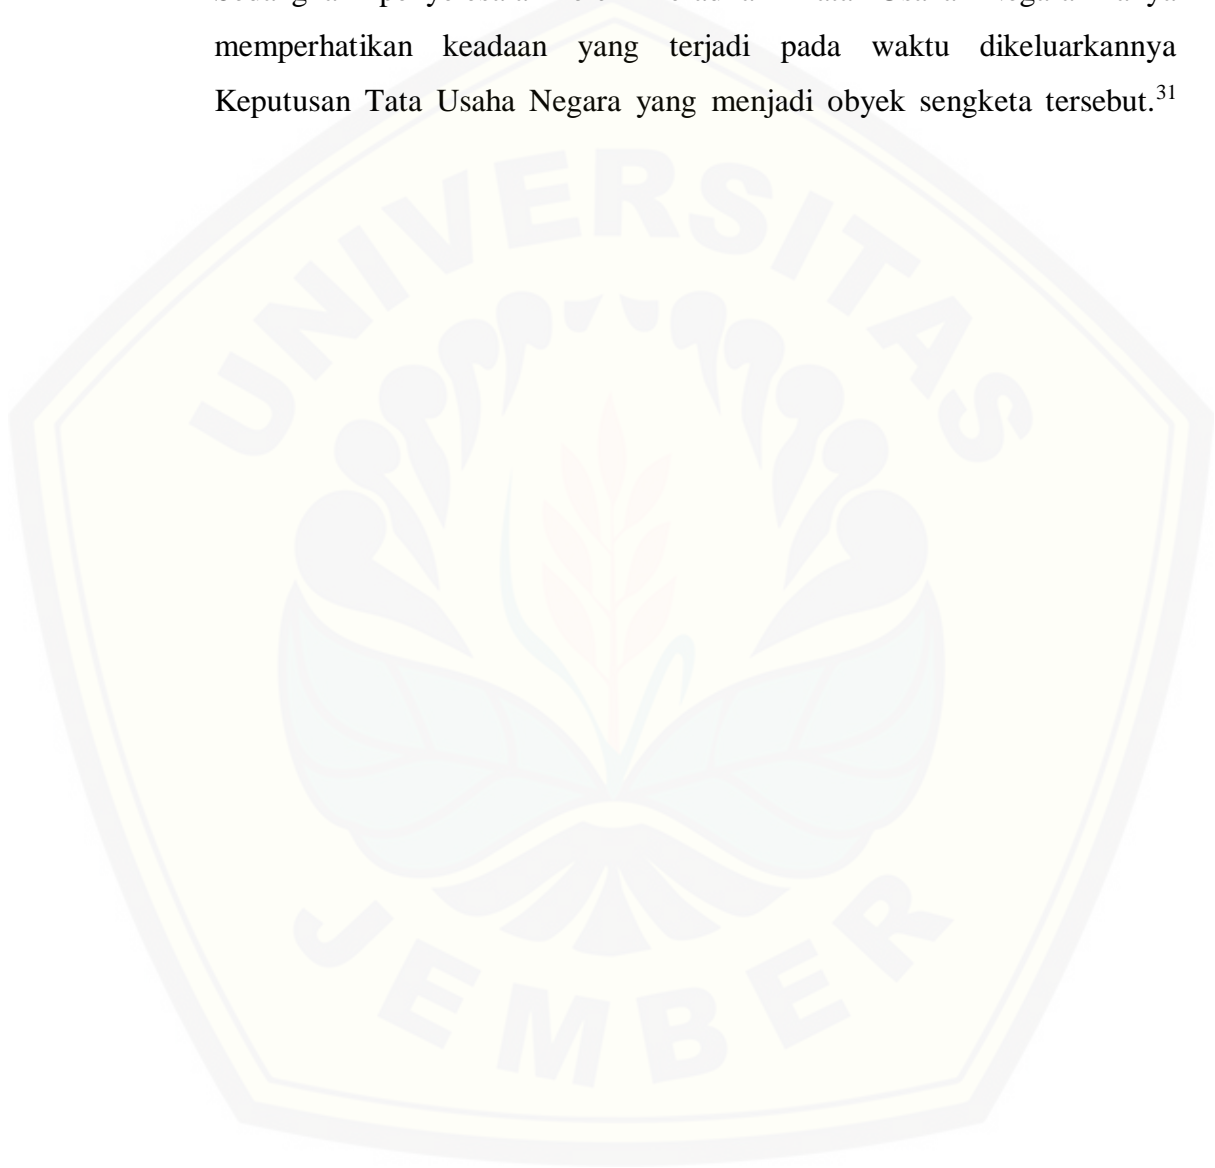 memperhatikan keadaan yang terjadi pada waktu dikeluarkannya
Keputusan Tata Usaha Negara yang menjadi obyek sengketa tersebut.31
UNIVERSITAS
JEMBER